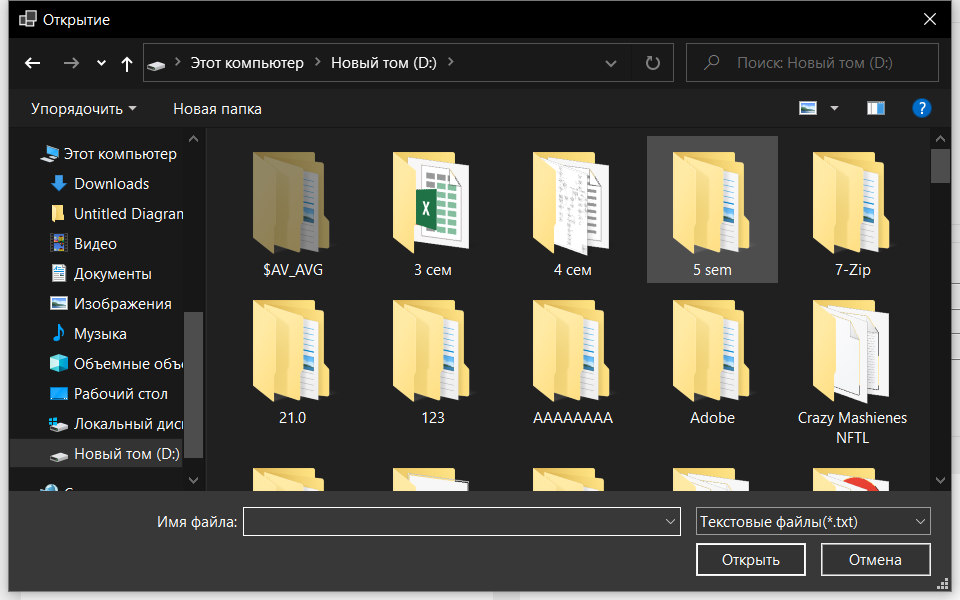 Открытие
Этот компьютер
Новый том (D:)
Поиск: Новый том (D:)
Упорядочить
Новая папка
?
Этот компьютер
Downloads
Untitled Diagram
Видео
Документы
Изображения
Музыка
Объемные объе
Рабочий стол
Локальный дис
Новый том (D:)
$AV_AVG
X
3 сем
4 сем
5 sem
7-Zip
21.0
123
AAAAAAAA
Adobe
Crazy Mashienes
NFTL
Имя файла:
Текстовые файлы(*.txt)
Открыть
Отмена